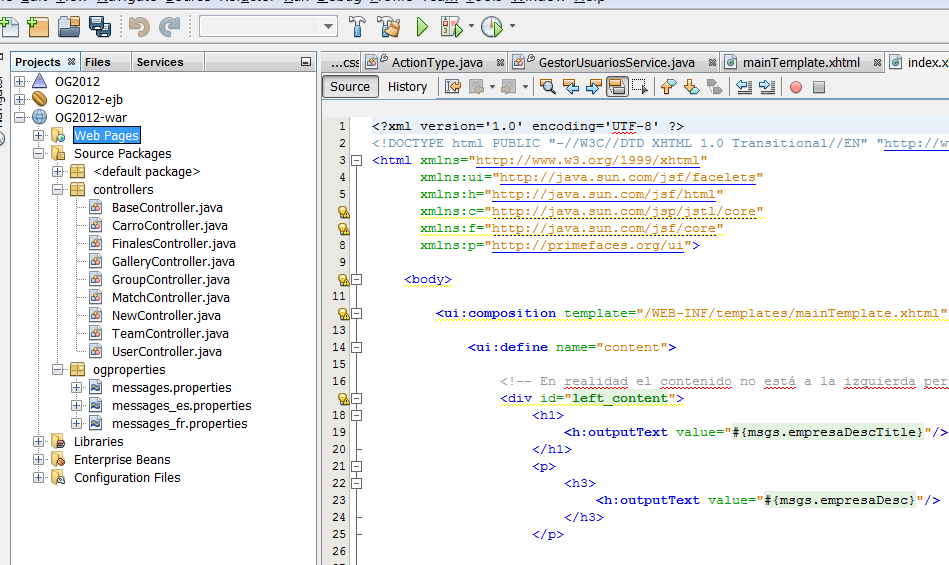 Projects
Files
Services
OG2012
OG2012-ejb
OG2012-war
Web Pages
Source Packages
<default package>
controllers
BaseController.java
CarroController.java
FinalesController.java
GalleryController.java
GroupController.java
MatchController.java
NewController.java
TeamController.java
UserController.java
ogproperties
messages.properties
messages_es.properties
messages_fr.properties
Libraries
Enterprise Beans
Configuration Files
...css
ActionType.java
GestorUsuariosService.java
mainTemplate.xhtml
index.x
Source
History
1 <?xml version='1.0' encoding='UTF-8' ?>
2 <!DOCTYPE html PUBLIC "-//W3C//DTD XHTML 1.0 Transitional//EN" "http://w
3 <html xmlns="http://www.w3.org/1999/xhtml"
4 xmlns:ui="http://java.sun.com/jsf/facelets"
5 xmlns:h="http://java.sun.com/jsf/html"
xmlns:c="http://java.sun.com/jsp/jstl/core"
xmlns:f="http://java.sun.com/jsf/core"
8 xmlns:p="http://primefaces.org/ui">
9
<body>
11
<ui:composition template="/WEB-INF/templates/mainTemplate.xhtml"
13
14 <ui:define name="content">
15
16 <!-- En realidad el contenido no está a la izquierda per
<div id="left_content">
18 <h1>
19 <h:outputText value="#{msgs.empresaDescTitle}"/>
20 </h1>
21 <p>
22 <h3>
23 <h:outputText value="#{msgs.empresaDesc}"/>
24 </h3>
25 </p>
26